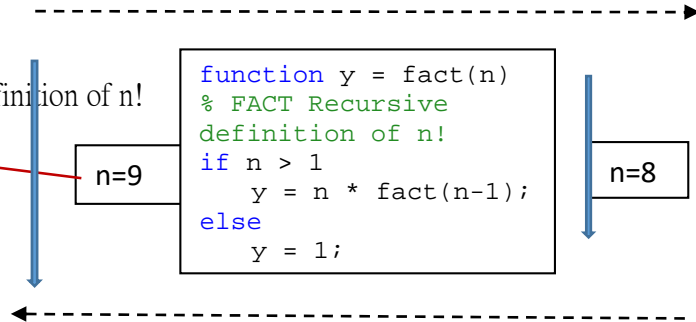 finition of n!
n=9
function y = fact(n)
% FACT Recursive
definition of n!
if n > 1
y = n * fact(n-1);
else
y = 1;
n=8